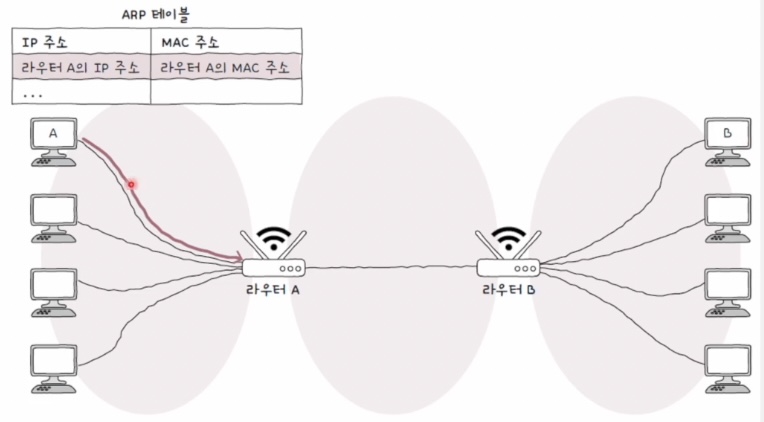 ARP 테이블
IP 주소 MAC 주소
라우터 A의 IP 주소 라우터 A의 MAC 주소
...
A
B
라우터 A
라우터 B